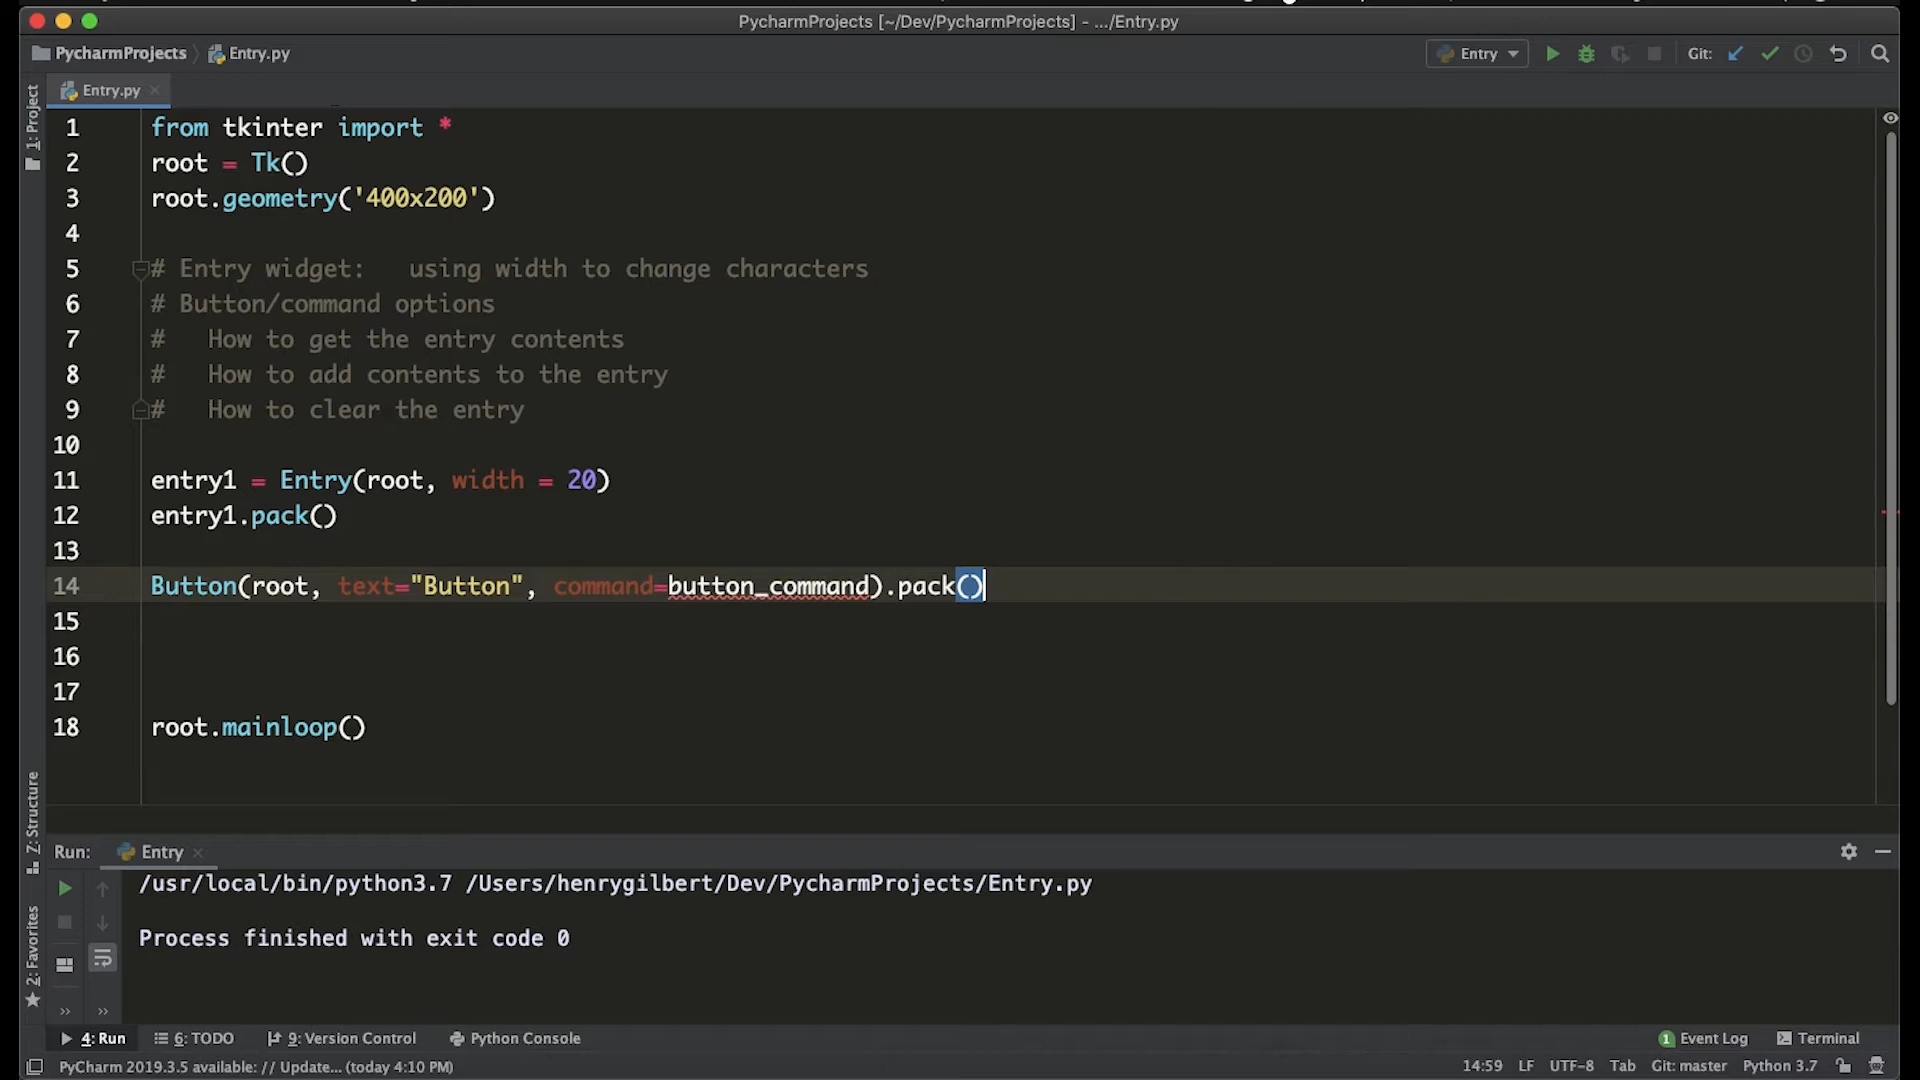 PycharmProjects [~/Dev/PycharmProjects] - .../Entry.py
PycharmProjects Entry.py
Entry Git:
Entry.py
1: Project
1 from tkinter import *
2 root = Tk()
3 root.geometry('400x200')
4
5 # Entry widget:   using width to change characters
6 # Button/command options
7 #   How to get the entry contents
8 #   How to add contents to the entry
9 #   How to clear the entry
10
11 entry1 = Entry(root, width = 20)
12 entry1.pack()
13
14 Button(root, text="Button", command=button_command).pack()
15
16
17
18 root.mainloop()
Z: Structure
2: Favorites
Run: Entry
/usr/local/bin/python3.7 /Users/henrygilbert/Dev/PycharmProjects/Entry.py
Process finished with exit code 0
4: Run 6: TODO 9: Version Control Python Console 1 Event Log Terminal
PyCharm 2019.3.5 available: // Update... (today 4:10 PM) 14:59 LF UTF-8 Tab Git: master Python 3.7